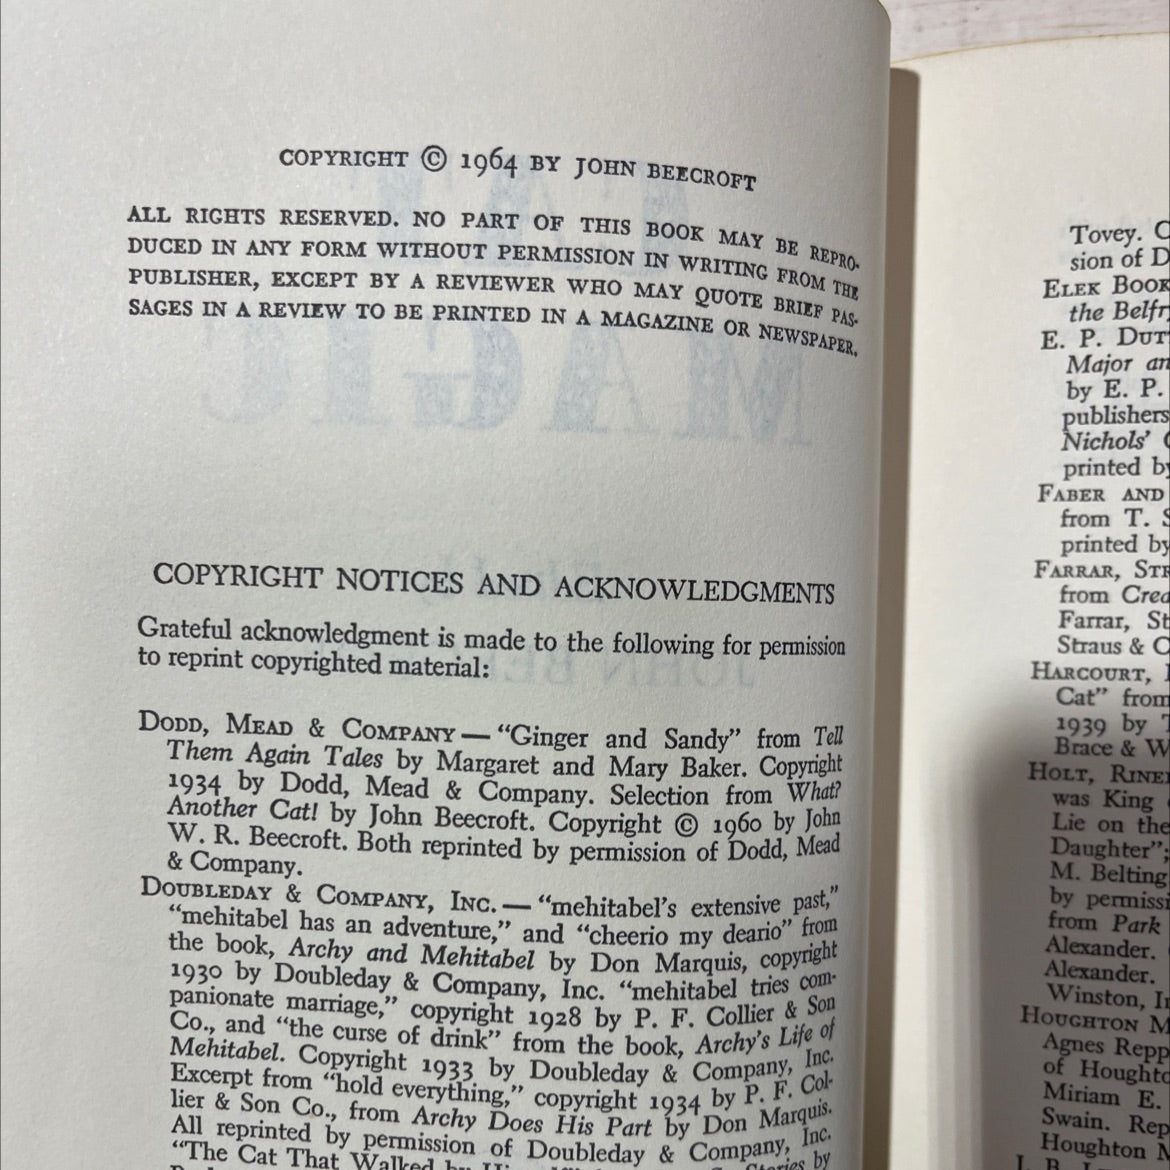 COPYRIGHT © 1964 BY JOHN BEECROFT
ALL RIGHTS RESERVED. NO PART OF THIS BOOK MAY BE REPRO-
DUCED IN ANY FORM WITHOUT PERMISSION IN WRITING FROM THE
PUBLISHER, EXCEPT BY A REVIEWER WHO MAY QUOTE BRIEF PAS-
SAGES IN A REVIEW TO BE PRINTED IN A MAGAZINE OR NEWSPAPER.
COPYRIGHT NOTICES AND ACKNOWLEDGMENTS
Grateful acknowledgment is made to the following for permission
to reprint copyrighted material:
DODD, MEAD & COMPANY — "Ginger and Sandy" from Tell
Them Again Tales by Margaret and Mary Baker. Copyright
1934 by Dodd, Mead & Company. Selection from What?
Another Cat! by John Beecroft. Copyright © 1960 by John
W. R. Beecroft. Both reprinted by permission of Dodd, Mead
& Company.
DOUBLEDAY & COMPANY, INC. — "mehitabel's extensive past,"
"mehitabel has an adventure," and "cheerio my deario" from
the book, Archy and Mehitabel by Don Marquis, copyright
1930 by Doubleday & Company, Inc. "mehitabel tries com-
panionate marriage," copyright 1928 by P. F. Collier & Son
Co., and "the curse of drink" from the book, Archy's Life of
Mehitabel. Copyright 1933 by Doubleday & Company, Inc.
Excerpt from "hold everything," copyright 1934 by P. F. Col-
lier & Son Co., from Archy Does His Part by Don Marquis.
All reprinted by permission of Doubleday & Company, Inc.
"The Cat That Walked by Stories by
Tovey.
sion of
ELEK
the
E. P.
Major
by E. P.
publishers
Nichols'
printed
FABER AND
from T.
printed by
FARRAR,
from
Farrar,
Straus &
HARCOURT,
Cat" from
1939 by
Brace &
HOLT,
was King
Lie on the
Daughter";
M. Belting
by
from Park
Alexander.
Alexander.
Winston,
HOUGHTON
Agnes
of
Miriam E.
Swain.
Houghton